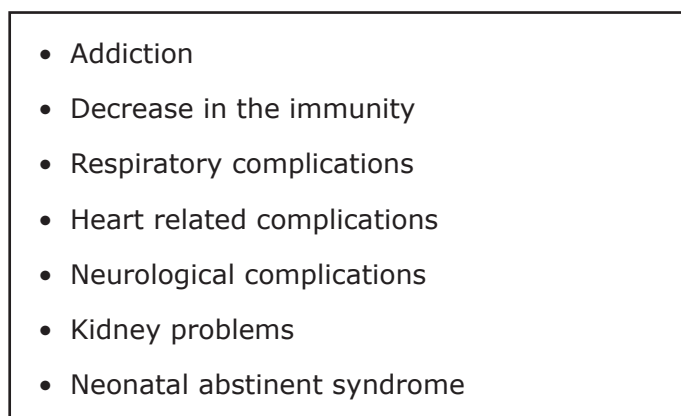 • Addiction
• Decrease in the immunity
• Respiratory complications
• Heart related complications
• Neurological complications
• Kidney problems
• Neonatal abstinent syndrome